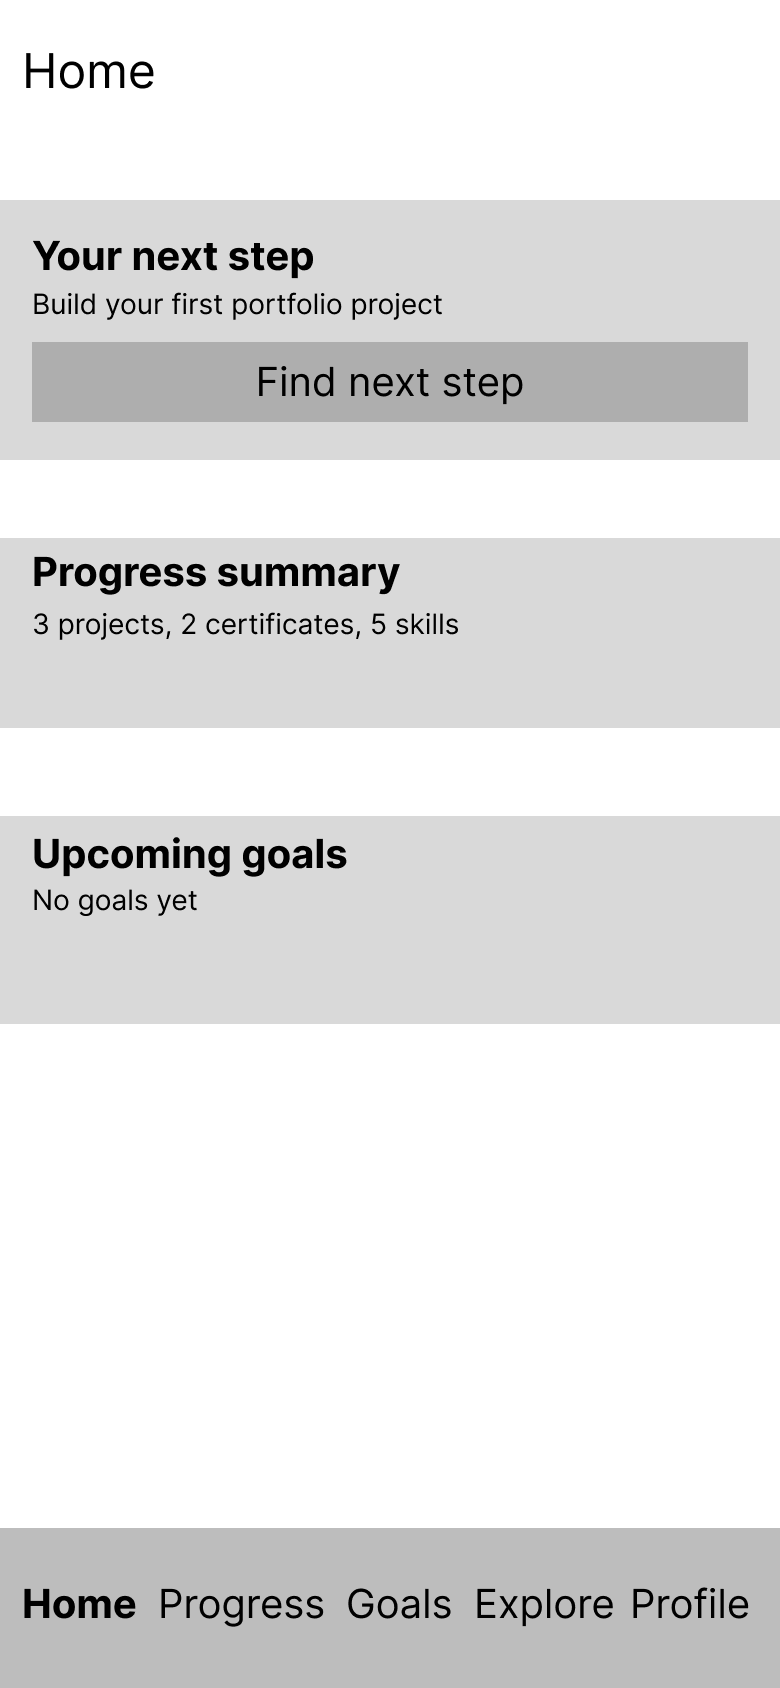 Home
Your next step
Build your first portfolio project
Find next step
Progress summary
3 projects, 2 certificates, 5 skills
Upcoming goals
No goals yet
Home Progress Goals Explore Profile